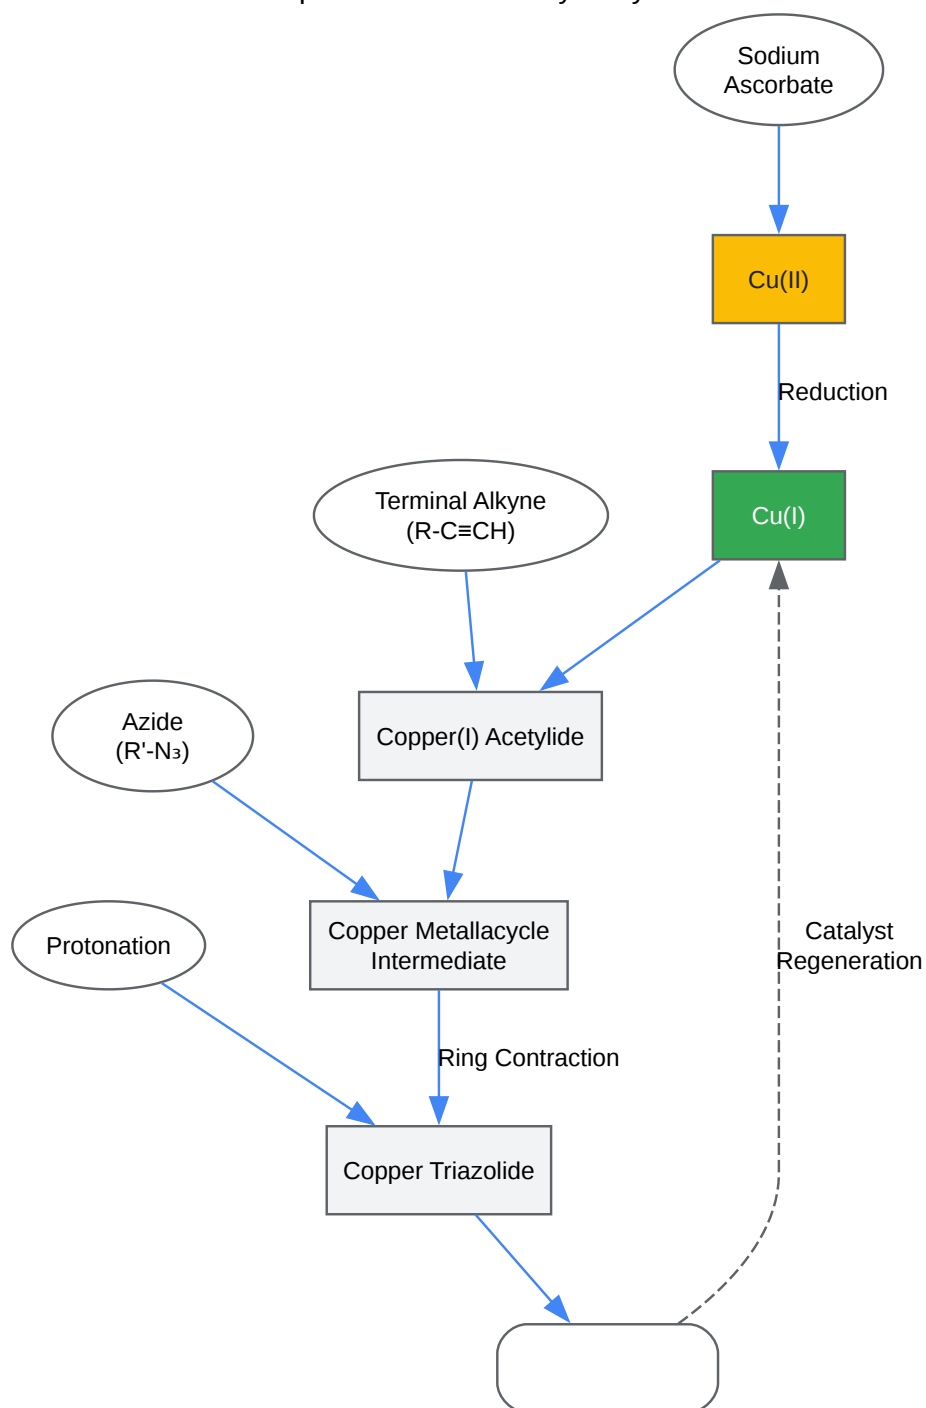 Sodium
Ascorbate
Cu(II)
Reduction
Terminal Alkyne
(R-C≡CH)
Cu(I)
Azide
(R'-N₃)
Copper(I) Acetylide
Protonation
Copper Metallacycle
Intermediate
Catalyst
Regeneration
Ring Contraction
Copper Triazolide